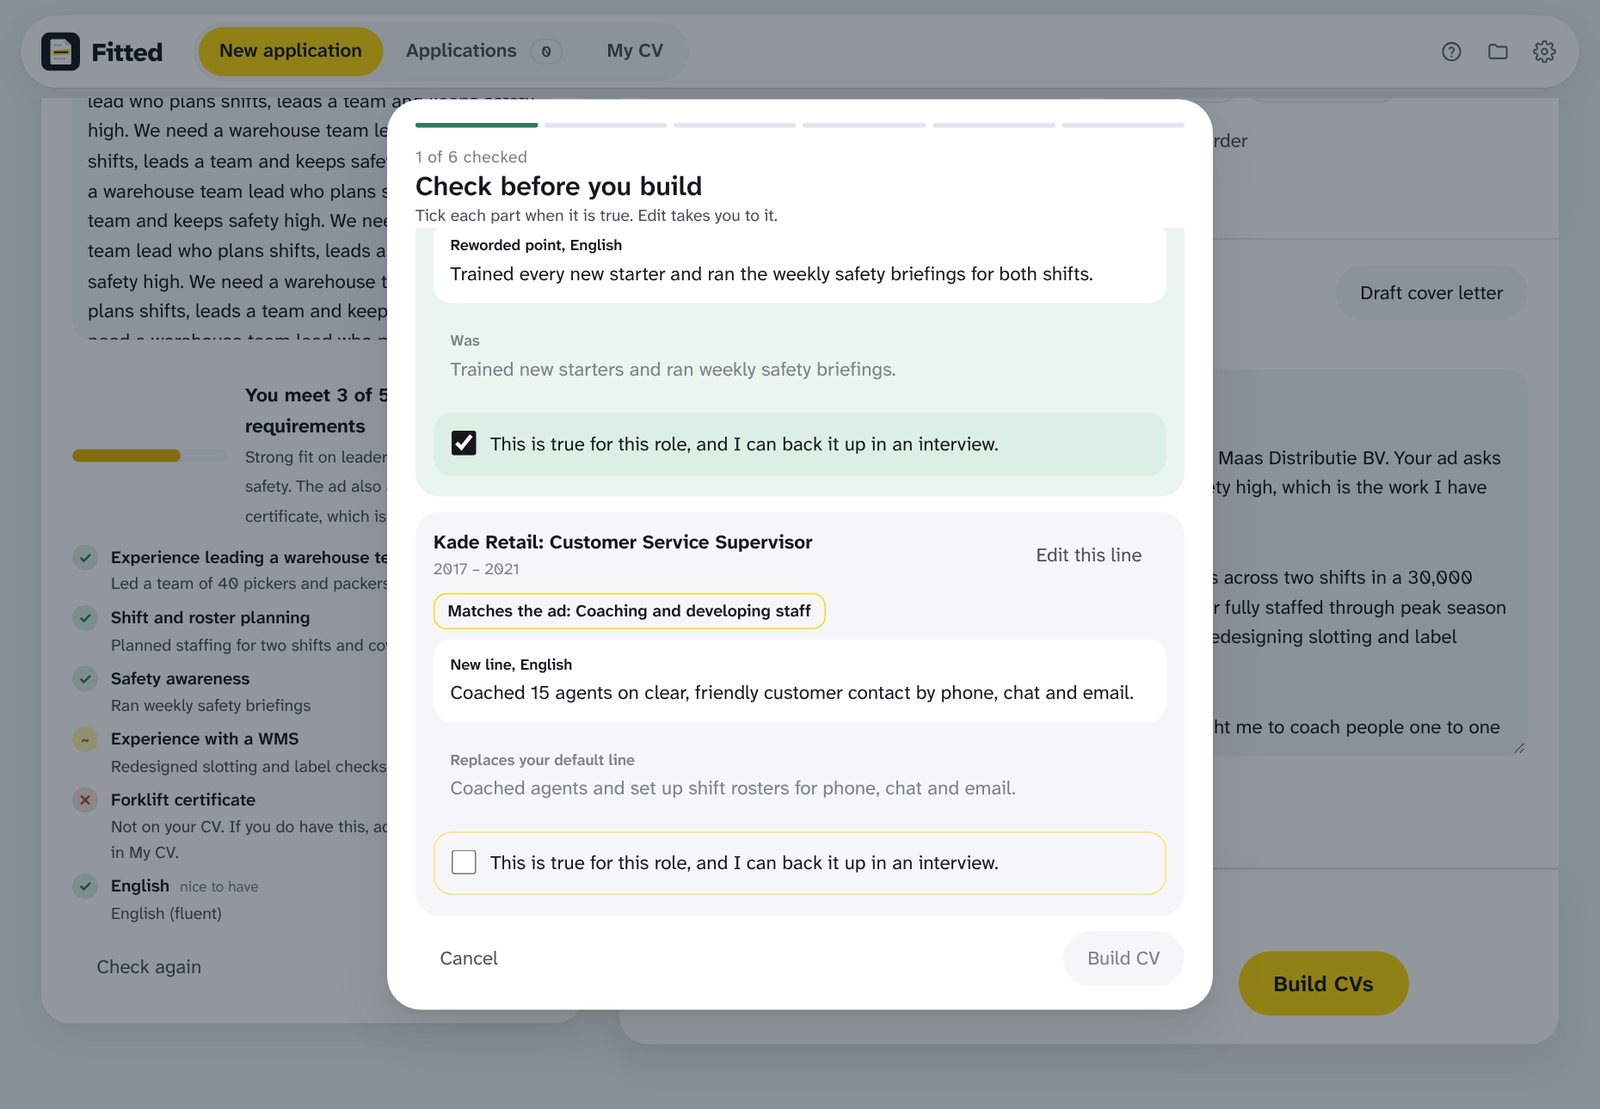 Fitted
New application
Applications 0
My CV
lead who plans shifts, leads a team and keeps safety
high. We need a warehouse team le
shifts, leads a team and keeps safe
a warehouse team lead who plans s
team and keeps safety high. We nee
team lead who plans shifts, leads a
safety high. We need a warehouse t
plans shifts, leads a team and keep
need a warehouse team lead who p
You meet 3 of 5
requirements
Strong fit on leader
safety. The ad also
certificate, which is
Experience leading a warehouse te
Led a team of 40 pickers and packers
Shift and roster planning
Planned staffing for two shifts and co
Safety awareness
Ran weekly safety briefings
~ Experience with a WMS
Redesigned slotting and label checks
Forklift certificate
Not on your CV. If you do have this, ad
in My CV.
English nice to have
English (fluent)
Check again
1 of 6 checked
Check before you build
Tick each part when it is true. Edit takes you to it.
Reworded point, English
Trained every new starter and ran the weekly safety briefings for both shifts.
Was
Trained new starters and ran weekly safety briefings.
This is true for this role, and I can back it up in an interview.
Kade Retail: Customer Service Supervisor
2017 – 2021
Edit this line
Matches the ad: Coaching and developing staff
New line, English
Coached 15 agents on clear, friendly customer contact by phone, chat and email.
Replaces your default line
Coached agents and set up shift rosters for phone, chat and email.
This is true for this role, and I can back it up in an interview.
Cancel
Build CV
rder
Draft cover letter
Maas Distributie BV. Your ad asks
ty high, which is the work I have
s across two shifts in a 30,000
r fully staffed through peak season
edesigning slotting and label
ht me to coach people one to one
Build CVs